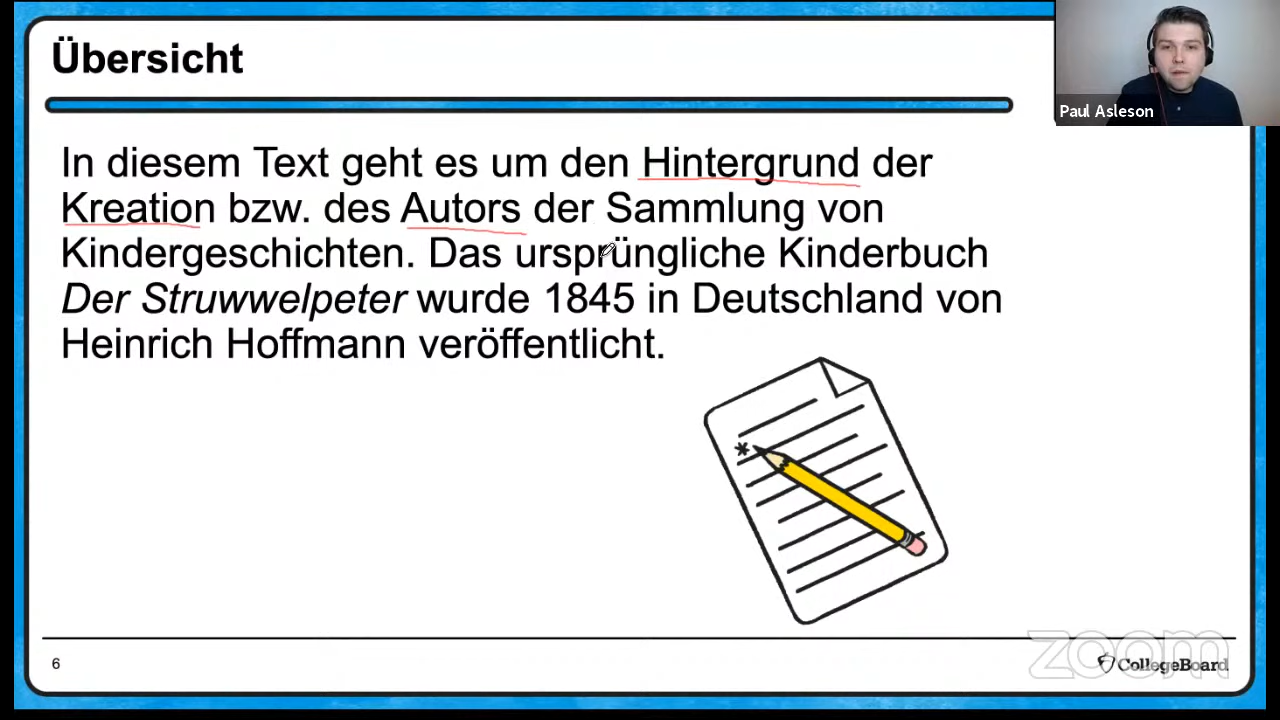 Übersicht
Paul Asleson
In diesem Text geht es um den Hintergrund der
Kreation bzw. des Autors der Sammlung von
Kindergeschichten. Das ursprüngliche Kinderbuch
Der Struwwelpeter wurde 1845 in Deutschland von
Heinrich Hoffmann veröffentlicht.
*
6
zoom
CollegeBoard